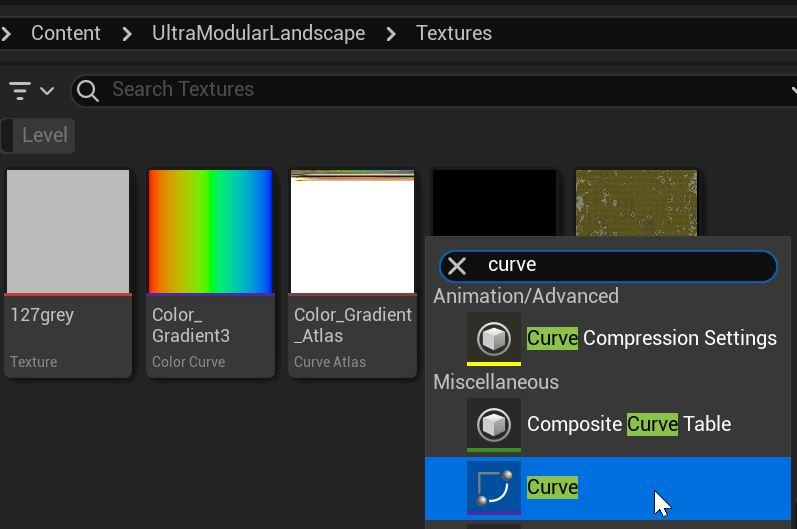 Content > UltraModularLandscape > Textures
Search Textures
Level
curve
Animation/Advanced
Curve Compression Settings
Miscellaneous
Composite Curve Table
Curve
127grey
Texture
Color_
Gradient3
Color Curve
Color_Gradient
_Atlas
Curve Atlas